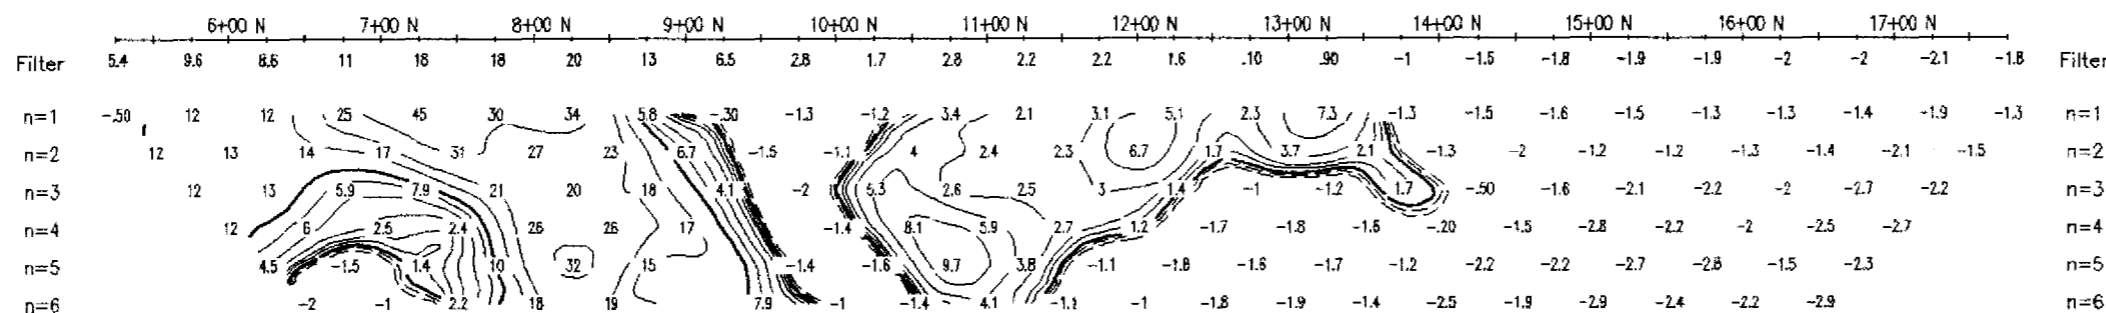 6+00 N 7+00 N 8+00 N 9+00 N 10+00 N 11+00 N 12+00 N 13+00 N 14+00 N 15+00 N 16+00 N 17+00 N
Filter 5.4 9.6 8.6 11 18 18 20 13 6.5 2.8 1.7 2.8 2.2 2.2 1.6 .10 .90 -1 -1.5 -1.8 -1.9 -1.9 -2 -2 -2.1 -1.8 Filter
n=1 -.50 12 12 25 45 30 34 5.8 -.30 -1.3 -1.2 3.4 2.1 3.1 5.1 2.3 7.3 -1.3 -1.5 -1.6 -1.5 -1.3 -1.3 -1.4 -1.9 -1.3 n=1
n=2 12 13 14 17 31 27 23 6.7 -1.5 -1.1 4 2.4 2.3 6.7 1.7 3.7 2.1 -1.3 -2 -1.2 -1.2 -1.3 -1.4 -2.1 -1.5 n=2
n=3 12 13 5.9 7.9 21 20 18 4.1 -2 5.3 2.6 2.5 3 1.4 -1 -1.2 1.7 -.50 -1.6 -2.1 -2.2 -2 -2.7 -2.2 n=3
n=4 12 6 2.5 2.4 26 26 17 -1.4 8.1 5.9 2.7 1.2 -1.7 -1.8 -1.6 -.20 -1.5 -2.8 -2.2 -2 -2.5 -2.7 n=4
n=5 4.5 -1.5 1.4 10 32 15 -1.4 -1.6 9.7 3.8 -1.1 -1.8 -1.6 -1.7 -1.2 -2.2 -2.2 -2.7 -2.8 -1.5 -2.3 n=5
n=6 -2 -1 2.2 18 19 7.9 -1 -1.4 4.1 -1.1 -1 -1.8 -1.9 -1.4 -2.5 -1.9 -2.9 -2.4 -2.2 -2.9 n=6